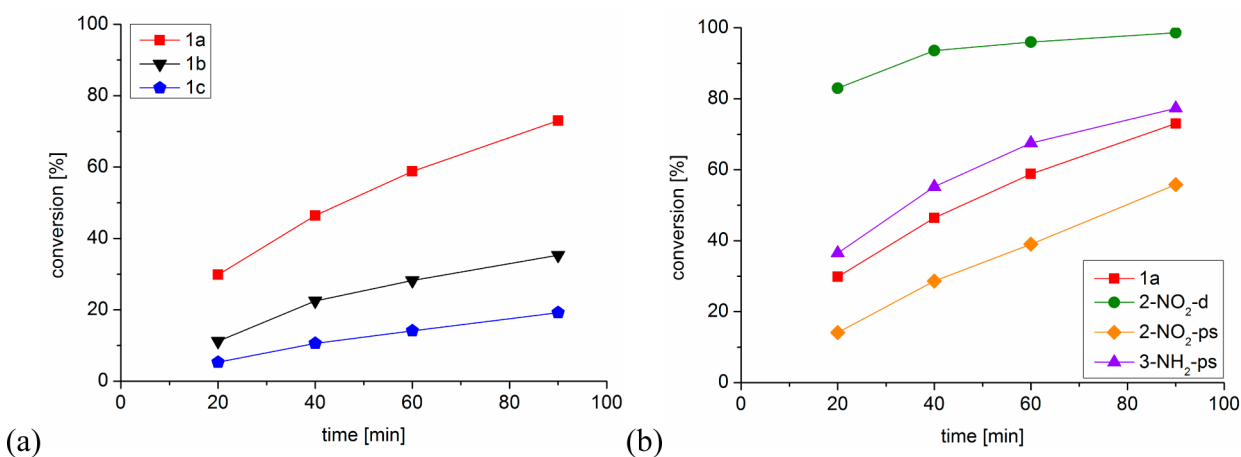 100
80
60
40
20
0
conversion [%]
1a
1b
1c
0 20 40 60 80 100
time [min]
(a)
100
80
60
40
20
0
conversion [%]
1a
2-NO₂-d
2-NO₂-ps
3-NH₂-ps
0 20 40 60 80 100
time [min]
(b)